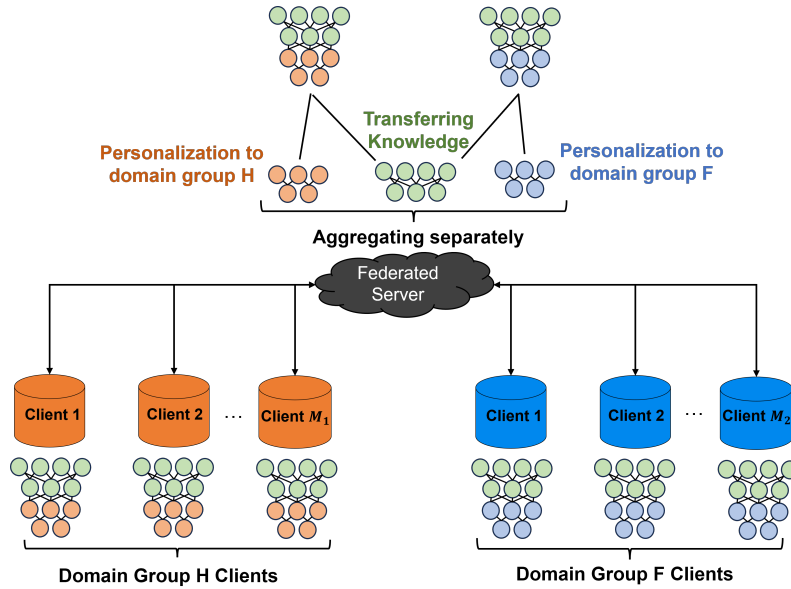 Transferring
Knowledge
Personalization to
domain group H
Personalization to
domain group F
Aggregating separately
Federated
Server
Client 1
Client 2
...
Client M₁
Client 1
Client 2
...
Client M₂
Domain Group H Clients
Domain Group F Clients